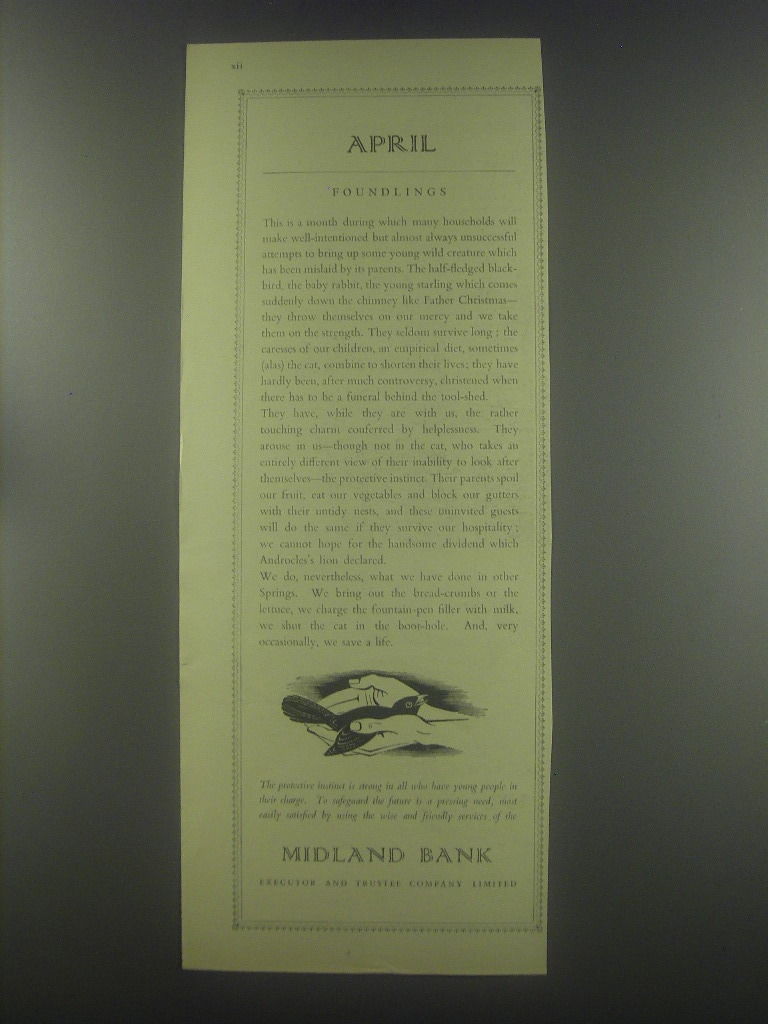 xii
APRIL
FOUNDLINGS
This is a month during which many households will
make well-intentioned but almost always unsuccessful
attempts to bring up some young wild creature which
has been mislaid by its parents. The half-fledged black-
bird, the baby rabbit, the young starling which comes
suddenly down the chimney like Father Christmas—
they throw themselves on our mercy and we take
them on the strength. They seldom survive long ; the
caresses of our children, an empirical diet, sometimes
(alas) the cat, combine to shorten their lives; they have
hardly been, after much controversy, christened when
there has to be a funeral behind the tool-shed.
They have, while they are with us, the rather
touching charm conferred by helplessness. They
arouse in us—though not in the cat, who takes an
entirely different view of their inability to look after
themselves—the protective instinct. Their parents spoil
our fruit, eat our vegetables and block our gutters
with their untidy nests, and these uninvited guests
will do the same if they survive our hospitality ;
we cannot hope for the handsome dividend which
Androcles's lion declared.
We do, nevertheless, what we have done in other
Springs. We bring out the bread-crumbs or the
lettuce, we charge the fountain-pen filler with milk,
we shut the cat in the boot-hole. And, very
occasionally, we save a life.
The protective instinct is strong in all who have young people in
their charge. To safeguard the future is a pressing need, most
easily satisfied by using the wise and friendly services of the
MIDLAND BANK
EXECUTOR AND TRUSTEE COMPANY LIMITED